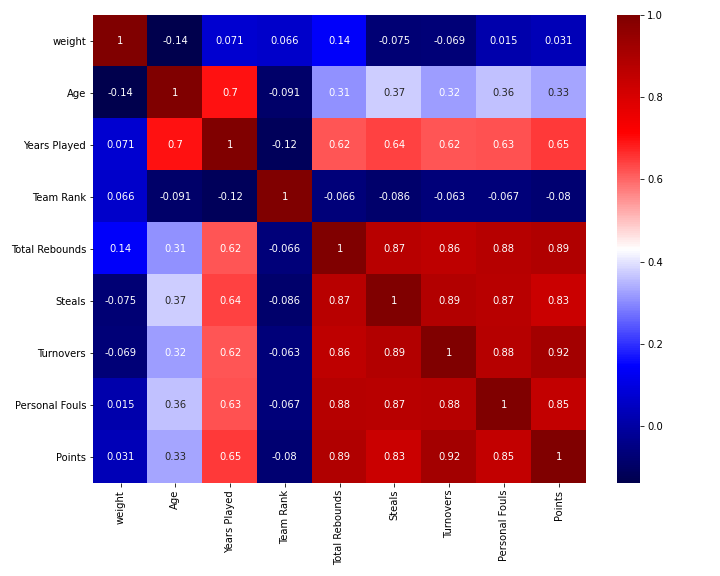 weight 1 -0.14 0.071 0.066 0.14 -0.075 -0.069 0.015 0.031
Age -0.14 1 0.7 -0.091 0.31 0.37 0.32 0.36 0.33
Years Played 0.071 0.7 1 -0.12 0.62 0.64 0.62 0.63 0.65
Team Rank 0.066 -0.091 -0.12 1 -0.066 -0.086 -0.063 -0.067 -0.08
Total Rebounds 0.14 0.31 0.62 -0.066 1 0.87 0.86 0.88 0.89
Steals -0.075 0.37 0.64 -0.086 0.87 1 0.89 0.87 0.83
Turnovers -0.069 0.32 0.62 -0.063 0.86 0.89 1 0.88 0.92
Personal Fouls 0.015 0.36 0.63 -0.067 0.88 0.87 0.88 1 0.85
Points 0.031 0.33 0.65 -0.08 0.89 0.83 0.92 0.85 1
weight
Age
Years Played
Team Rank
Total Rebounds
Steals
Turnovers
Personal Fouls
Points
1.0
0.8
0.6
0.4
0.2
0.0